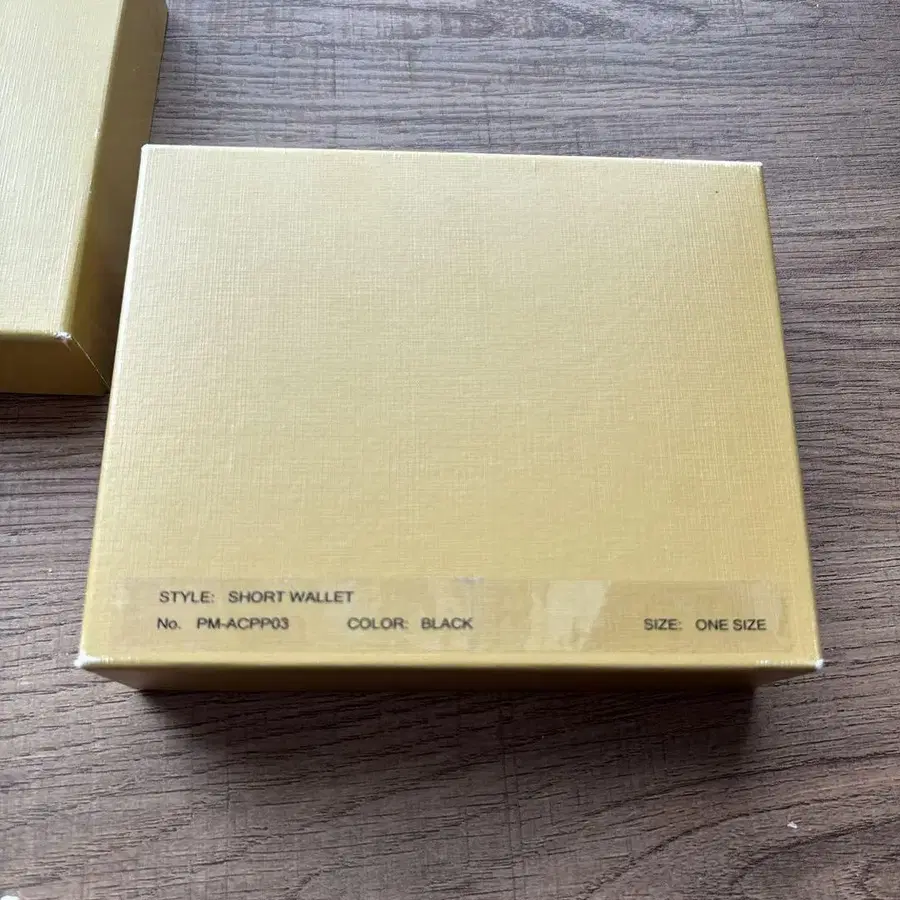 STYLE: SHORT WALLET
No. PM-ACPP03 COLOR: BLACK SIZE: ONE SIZE